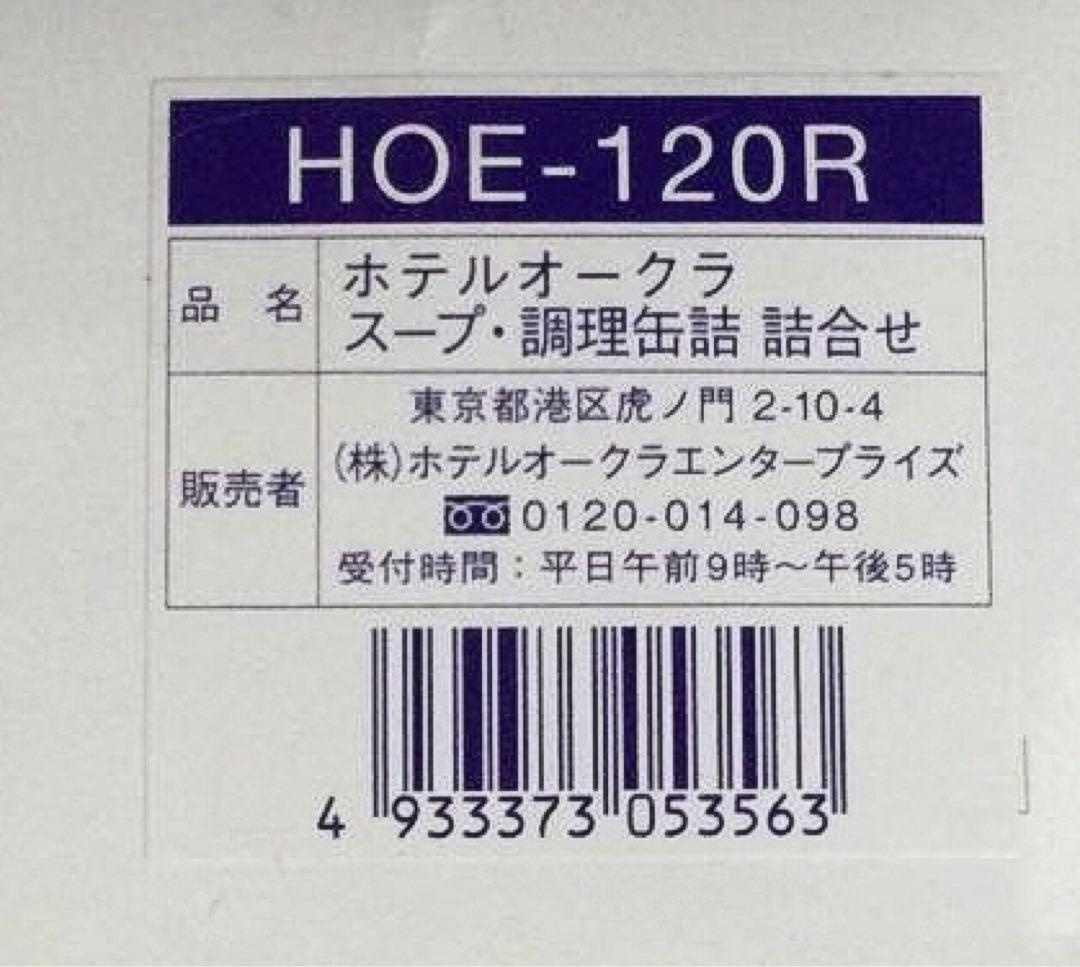 HOE-120R
品 名
ホテルオークラ
スープ・調理缶詰 詰合せ
販売者
東京都港区虎ノ門 2-10-4
(株)ホテルオークラエンタープライズ
0120-014-098
受付時間：平日午前9時～午後5時
4 933373 053563